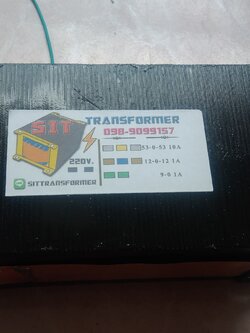 TRANSFORMER
SIT
098-9099157
53-0-53 10A
220V.
12-0-12 1A
SITTRANSFORMER
9-0 1A